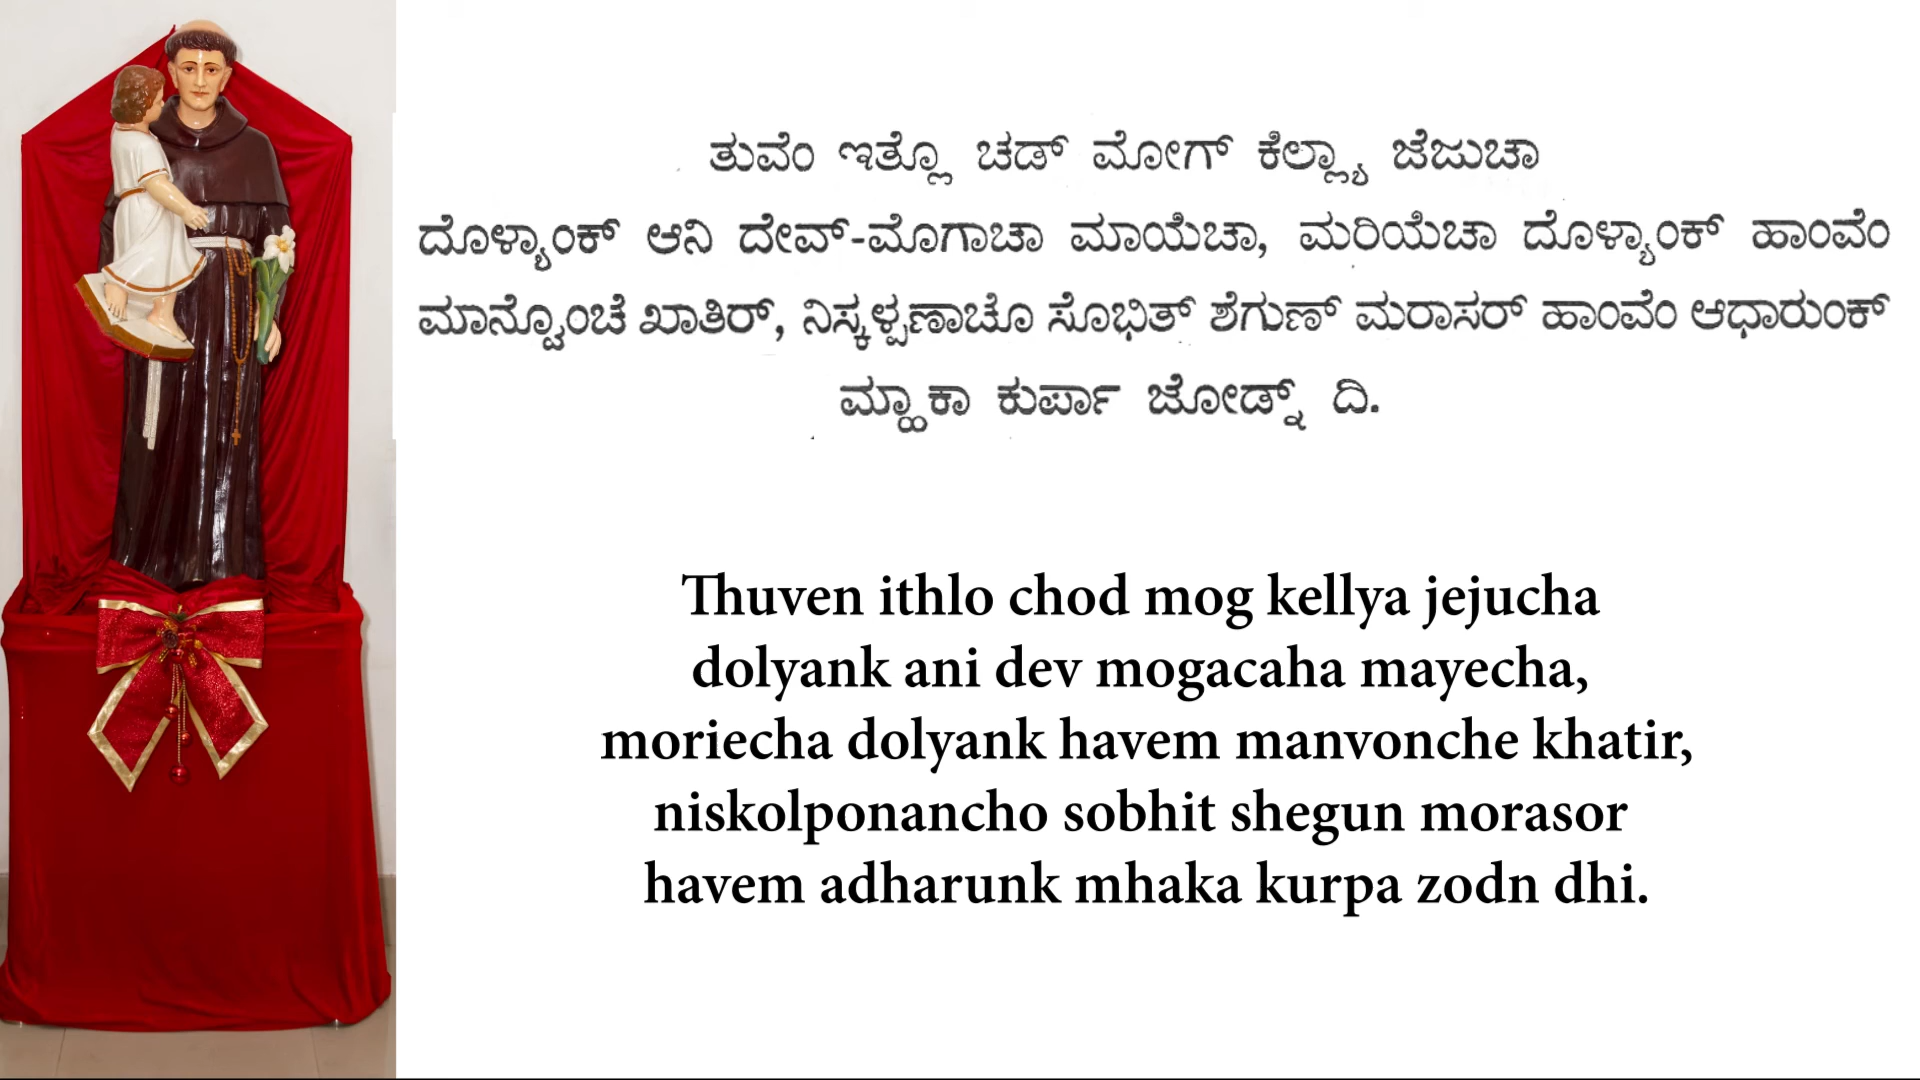 ತುವೆಂ ಇತ್ಲೊ ಚಡ್ ಮೋಗ್ ಕೆಲ್ಲ್ಯಾ ಜೆಜುಚಾ
ದೊಳ್ಯಾಂಕ್ ಆನಿ ದೇವ್-ಮೊಗಾಚಾ ಮಾಯೆಚಾ, ಮರಿಯೆಚಾ ದೊಳ್ಯಾಂಕ್ ಹಾಂವೆಂ
ಮಾನ್ವೊಂಚೆ ಖಾತಿರ್, ನಿಸ್ಕಳ್ಪಣಾಚೊ ಸೊಭಿತ್ ಶೆಗುಣ್ ಮರಾಸರ್ ಹಾಂವೆಂ ಆಧಾರುಂಕ್
ಮ್ಹಾಕಾ ಕುರ್ಪಾ ಜೋಡ್ನ್ ದಿ.
Thuven ithlo chod mog kellya jejucha
dolyank ani dev mogacaha mayecha,
moriecha dolyank havem manvonche khatir,
niskolponancho sobhit shegun morasor
havem adharunk mhaka kurpa zodn dhi.